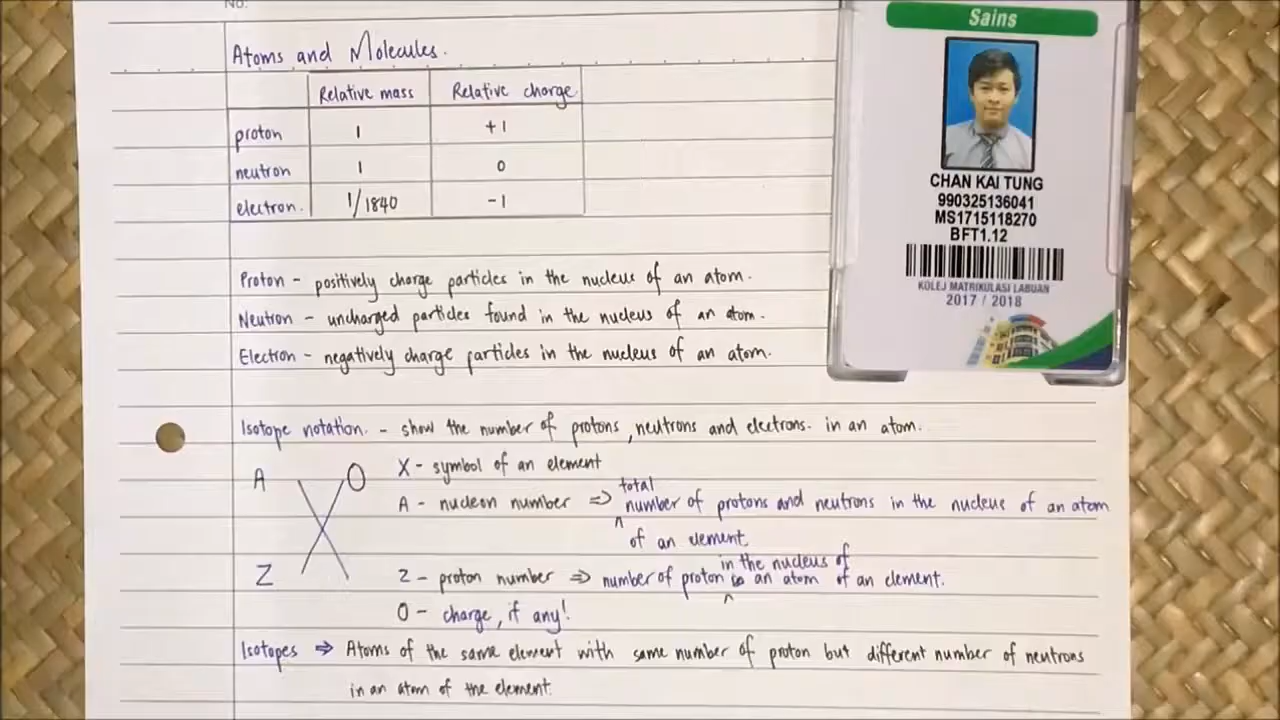 No.
Atoms and Molecules.
Relative mass Relative charge
proton 1 +1
neutron 1 0
electron. 1/1840 -1
Proton - positively charge particles in the nucleus of an atom.
Neutron - uncharged particles found in the nucleus of an atom.
Electron - negatively charge particles in the nucleus of an atom.
Isotope notation. - show the number of protons, neutrons and electrons. in an atom.
A X O
Z
X - symbol of an element
total
A - nucleon number ⇒ number of protons and neutrons in the nucleus of an atom
^
of an element.
in the nucleus of
Z - proton number ⇒ number of proton an atom of an element.
^
O - charge, if any!
Isotopes ⇒ Atoms of the same element with same number of proton but different number of neutrons
in an atom of the element.
Sains
CHAN KAI TUNG
990325136041
MS1715118270
BFT1.12
KOLEJ MATRIKULASI LABUAN
2017 / 2018